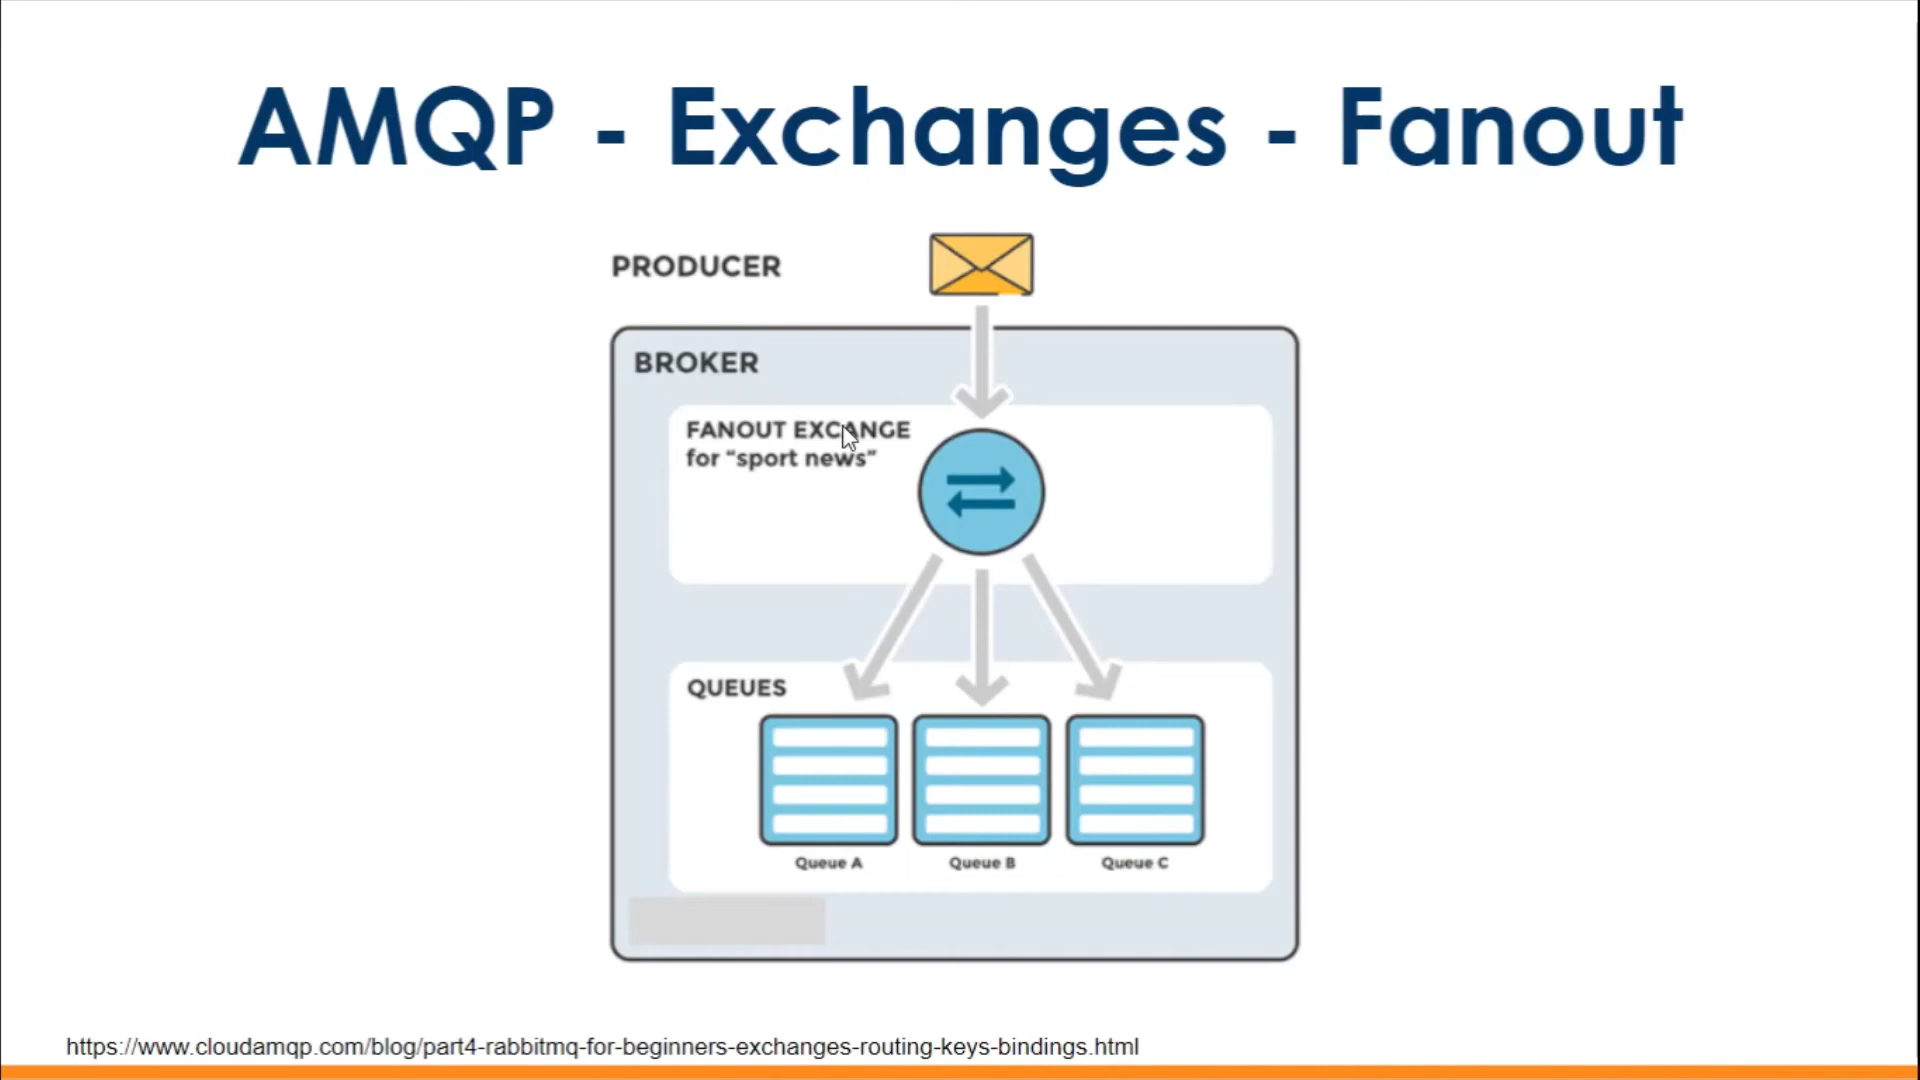 AMQP - Exchanges - Fanout
PRODUCER
BROKER
FANOUT EXCANGE
for “sport news”
QUEUES
Queue A
Queue B
Queue C
https://www.cloudamqp.com/blog/part4-rabbitmq-for-beginners-exchanges-routing-keys-bindings.html